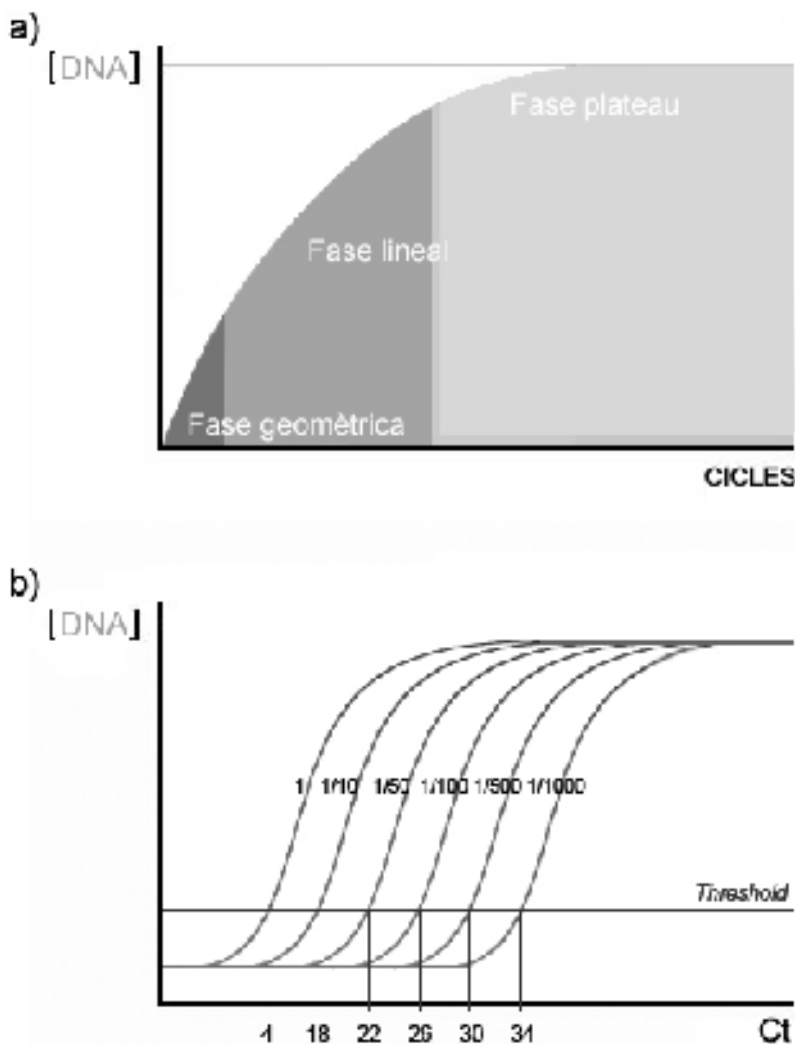 a)
[DNA]
Fase plateau
Fase lineal
Fase geomètrica
CICLES
b)
[DNA]
1 1/10 1/50 1/100 1/500 1/1000
Threshold
4 18 22 26 30 34
Ct